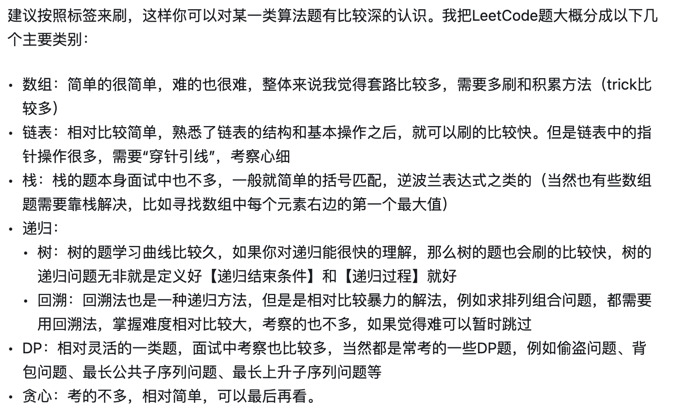 建议按照标签来刷，这样你可以对某一类算法题有比较深的认识。我把LeetCode题大概分成以下几
个主要类别：
• 数组：简单的很简单，难的也很难，整体来说我觉得套路比较多，需要多刷和积累方法（trick比
较多）
• 链表：相对比较简单，熟悉了链表的结构和基本操作之后，就可以刷的比较快。但是链表中的指
针操作很多，需要“穿针引线”，考察心细
• 栈：栈的题本身面试中也不多，一般就简单的括号匹配，逆波兰表达式之类的（当然也有些数组
题需要靠栈解决，比如寻找数组中每个元素右边的第一个最大值）
• 递归：
• 树：树的题学习曲线比较久，如果你对递归能很快的理解，那么树的题也会刷的比较快，树的
递归问题无非就是定义好【递归结束条件】和【递归过程】就好
• 回溯：回溯法也是一种递归方法，但是是相对比较暴力的解法，例如求排列组合问题，都需要
用回溯法，掌握难度相对比较大，考察的也不多，如果觉得难可以暂时跳过
• DP：相对灵活的一类题，面试中考察也比较多，当然都是常考的一些DP题，例如偷盗问题、背
包问题、最长公共子序列问题、最长上升子序列问题等
• 贪心：考的不多，相对简单，可以最后再看。